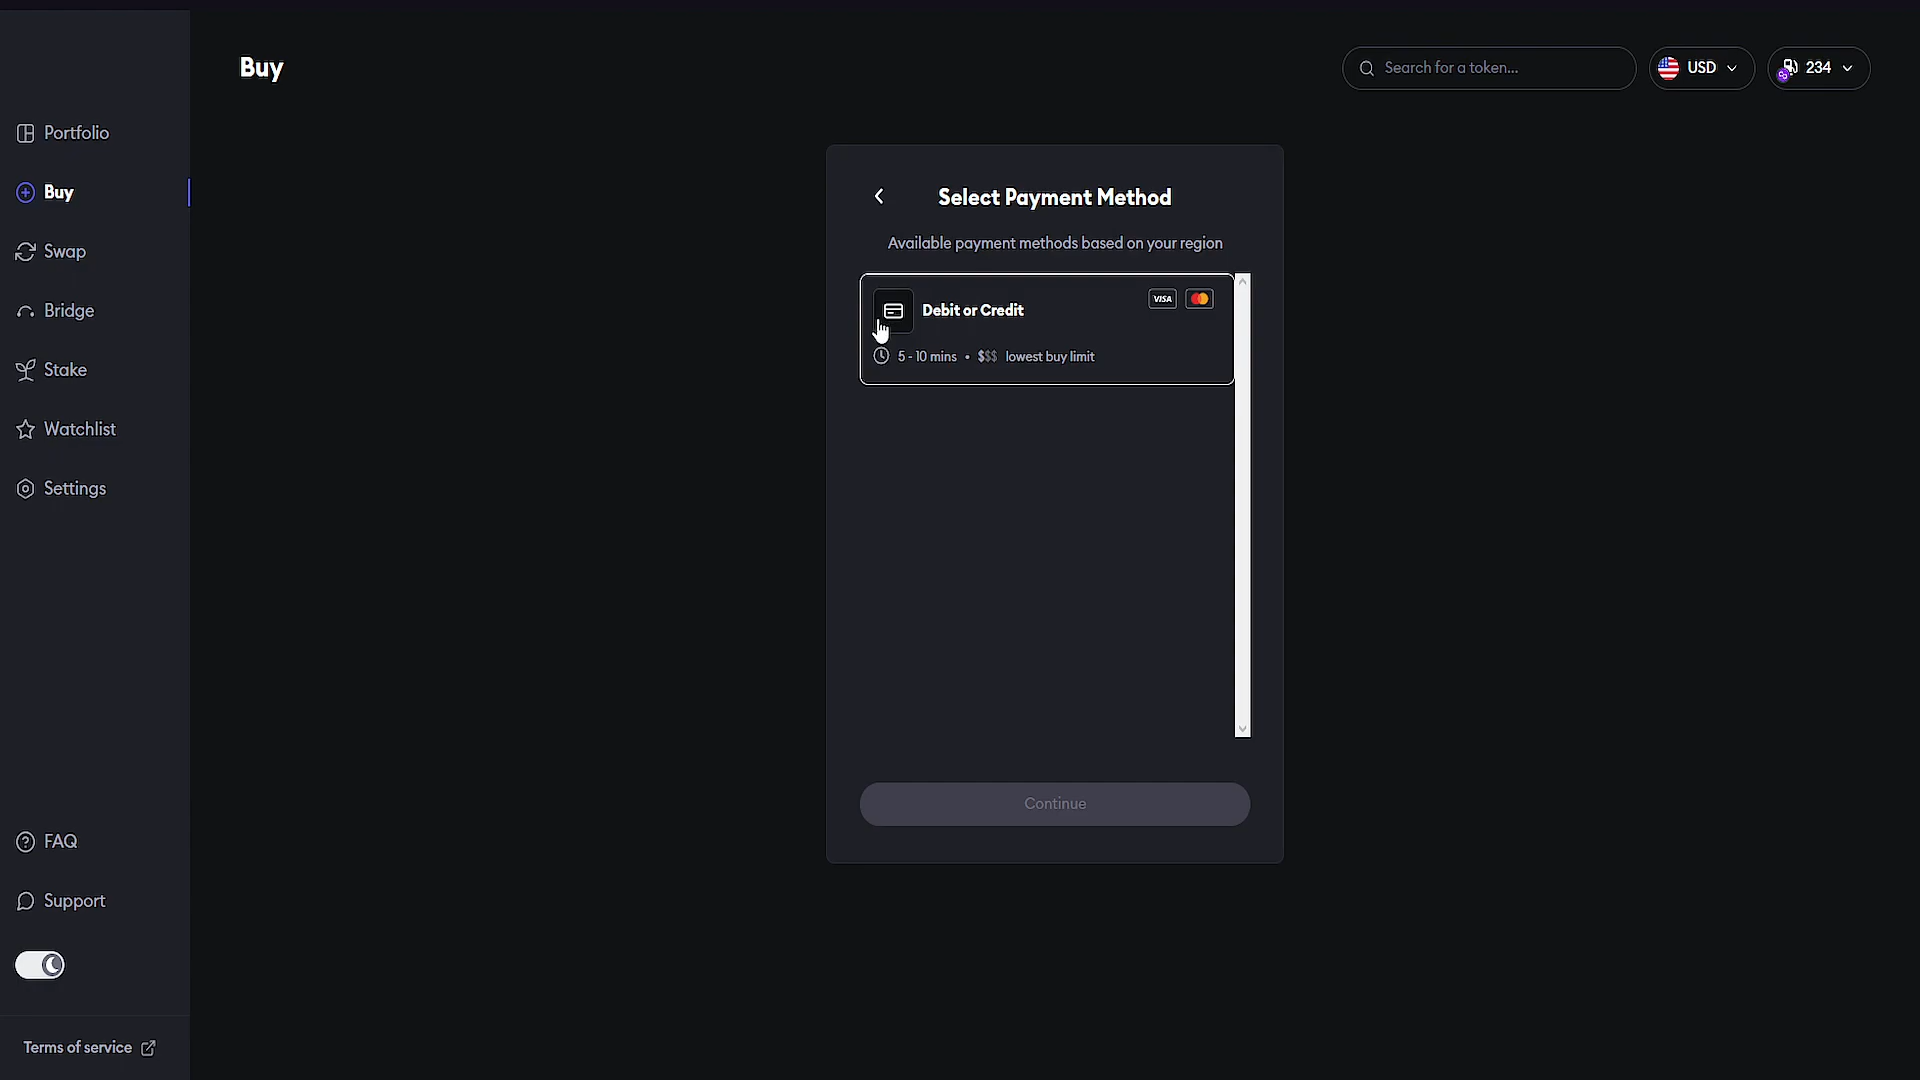 Buy
Search for a token...
USD
234
Portfolio
Buy
Swap
Bridge
Stake
Watchlist
Settings
FAQ
Support
Terms of service
Select Payment Method
Available payment methods based on your region
Debit or Credit
VISA
5 - 10 mins • $$$ lowest buy limit
Continue